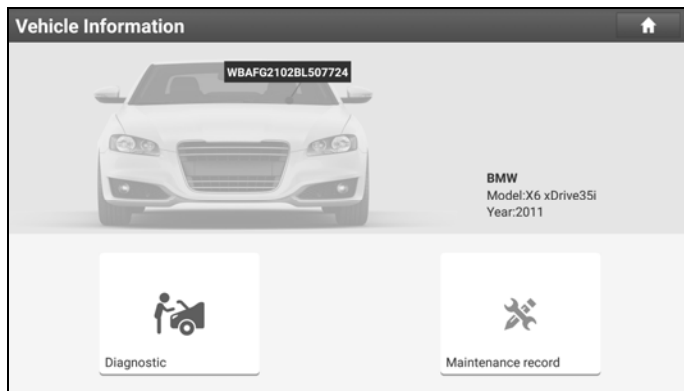 Vehicle Information
WBAFG2102BL507724
BMW
Model:X6 xDrive35i
Year:2011
Diagnostic
Maintenance record